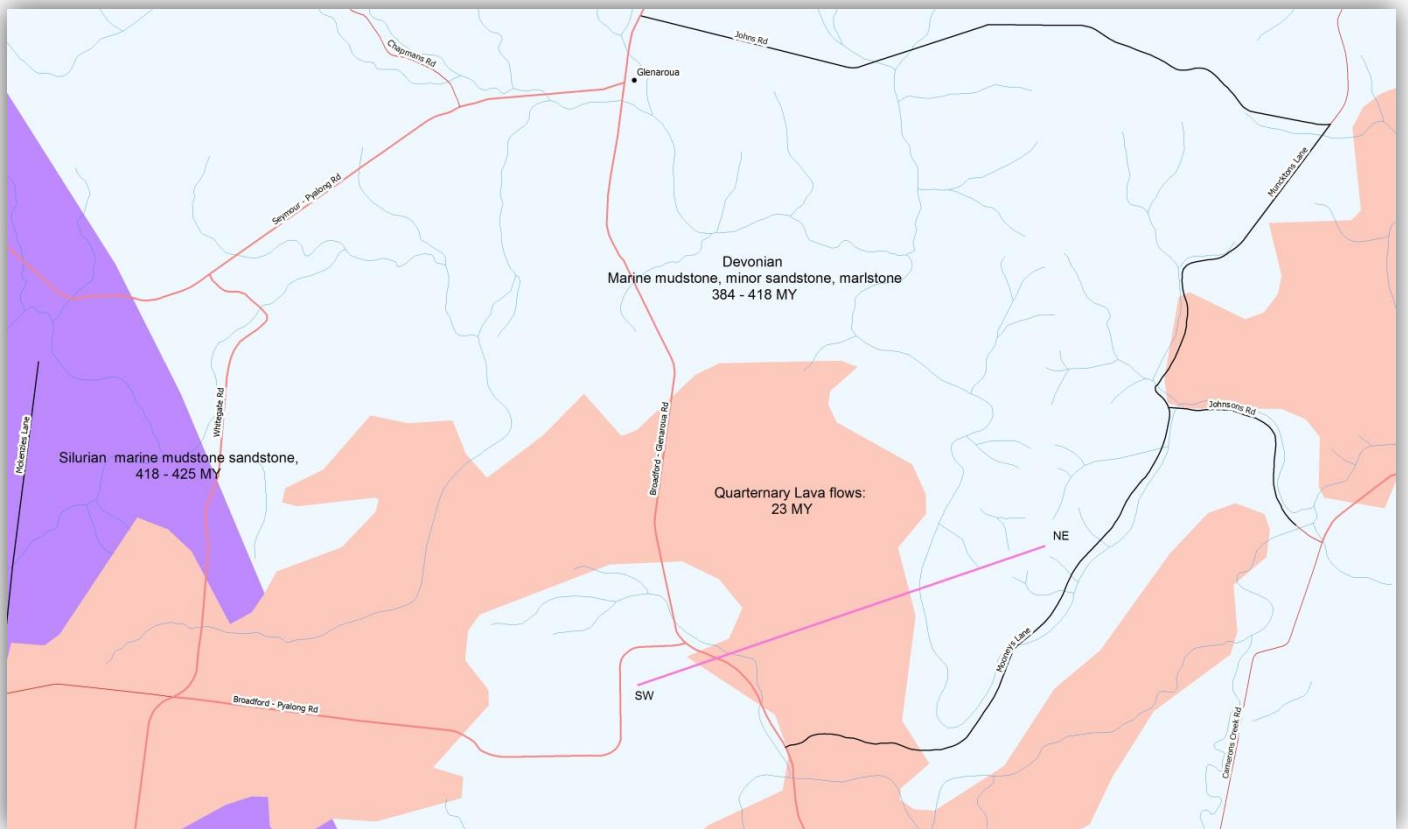 Johns Rd
Chapmans Rd
Glenaroua
Muncktons Lane
Seymour - Pyalong Rd
Devonian
Marine mudstone, minor sandstone, marlstone
384 - 418 MY
Mckenzies Lane
Whitegate Rd
Broadford - Glenaroua Rd
Johnsons Rd
Silurian marine mudstone sandstone,
418 - 425 MY
Quarternary Lava flows:
23 MY
NE
Mooneys Lane
SW
Broadford - Pyalong Rd
Camerons Creek Rd